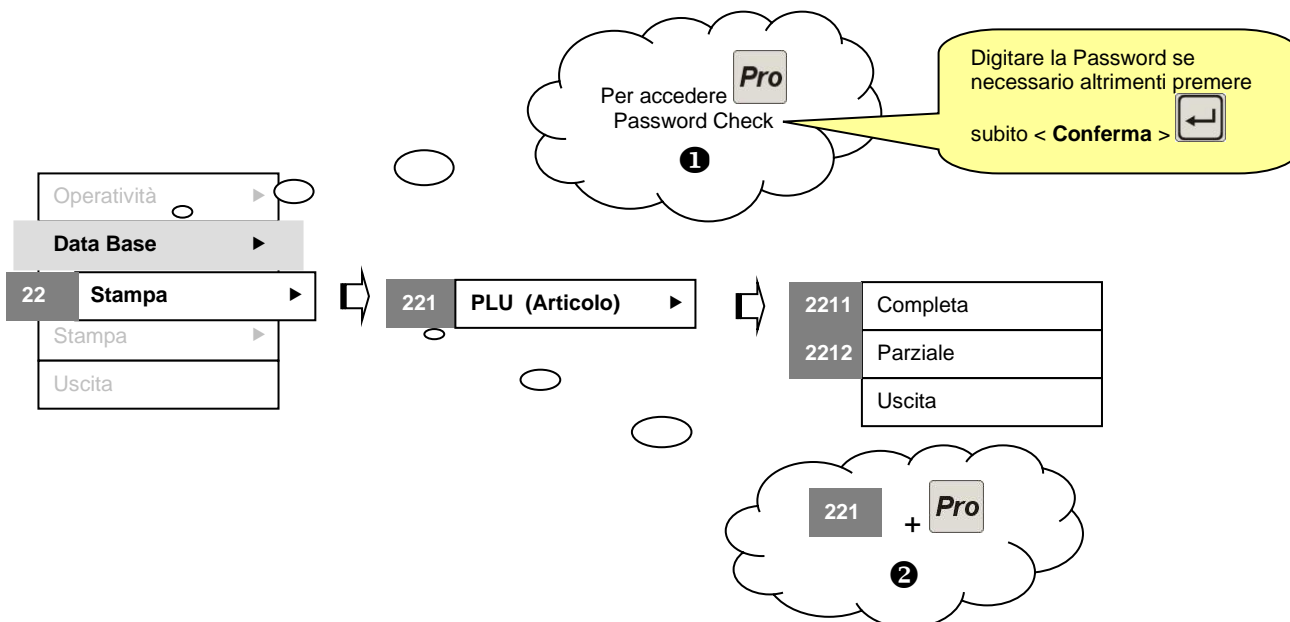 Per accedere Pro
Password Check
❶
Digitare la Password se
necessario altrimenti premere
subito < Conferma >
Operatività
Data Base
22 Stampa
Stampa
Uscita
221 PLU (Articolo)
2211 Completa
2212 Parziale
Uscita
221 + Pro
❷